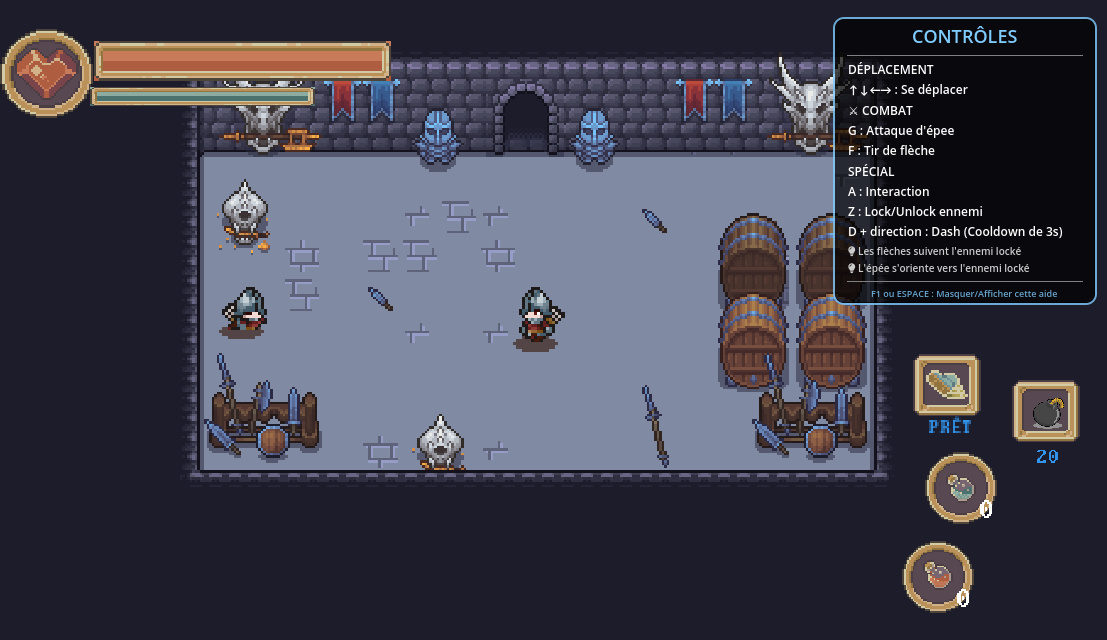 CONTRÔLES
DÉPLACEMENT
↑↓←→ : Se déplacer
⚔ COMBAT
G : Attaque d'épee
F : Tir de flèche
SPÉCIAL
A : Interaction
Z : Lock/Unlock ennemi
D + direction : Dash (Cooldown de 3s)
Les flèches suivent l'ennemi locké
L'épée s'oriente vers l'ennemi locké
F1 ou ESPACE : Masquer/Afficher cette aide
PRÊT
20
0
0